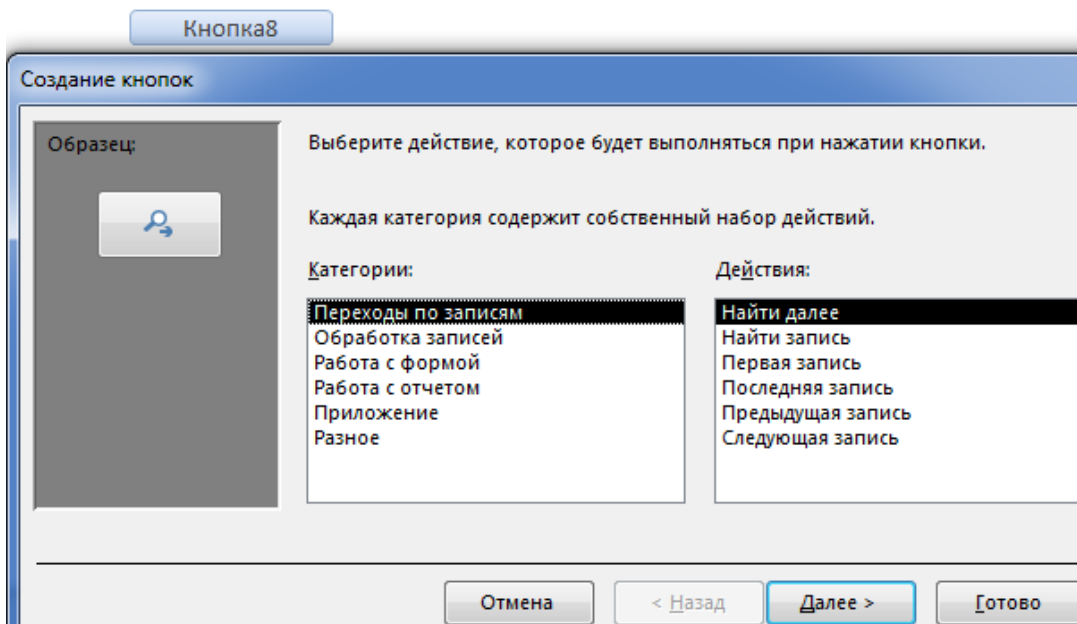 Кнопка8
Создание кнопок
Образец:
Выберите действие, которое будет выполняться при нажатии кнопки.
Каждая категория содержит собственный набор действий.
Категории:
Действия:
Переходы по записям
Обработка записей
Работа с формой
Работа с отчетом
Приложение
Разное
Найти далее
Найти запись
Первая запись
Последняя запись
Предыдущая запись
Следующая запись
Отмена
< Назад
Далее >
Готово